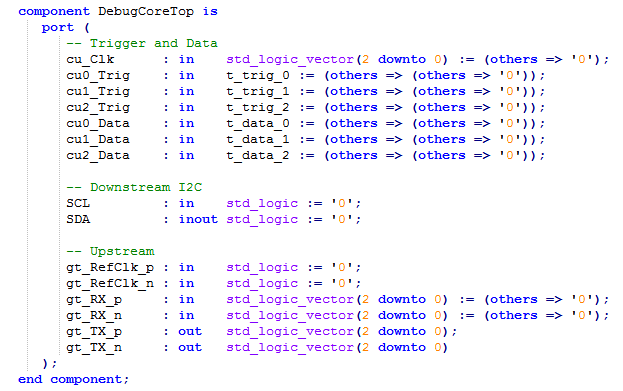 component DebugCoreTop is
port (
-- Trigger and Data
cu_Clk : in std_logic_vector(2 downto 0) := (others => '0');
cu0_Trig : in t_trig_0 := (others => (others => '0'));
cu1_Trig : in t_trig_1 := (others => (others => '0'));
cu2_Trig : in t_trig_2 := (others => (others => '0'));
cu0_Data : in t_data_0 := (others => (others => '0'));
cu1_Data : in t_data_1 := (others => (others => '0'));
cu2_Data : in t_data_2 := (others => (others => '0'));
-- Downstream I2C
SCL : in std_logic := '0';
SDA : inout std_logic := '0';
-- Upstream
gt_RefClk_p : in std_logic := '0';
gt_RefClk_n : in std_logic := '0';
gt_RX_p : in std_logic_vector(2 downto 0) := (others => '0');
gt_RX_n : in std_logic_vector(2 downto 0) := (others => '0');
gt_TX_p : out std_logic_vector(2 downto 0);
gt_TX_n : out std_logic_vector(2 downto 0)
);
end component;